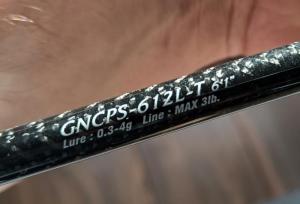 GNCPS-612L-T 6'1"
Lure : 0.3-4g Line : MAX 3lb.